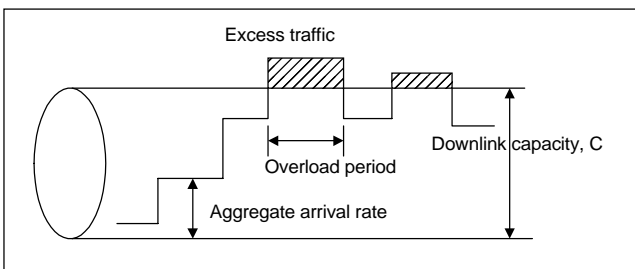 Excess traffic
Downlink capacity, C
Overload period
Aggregate arrival rate